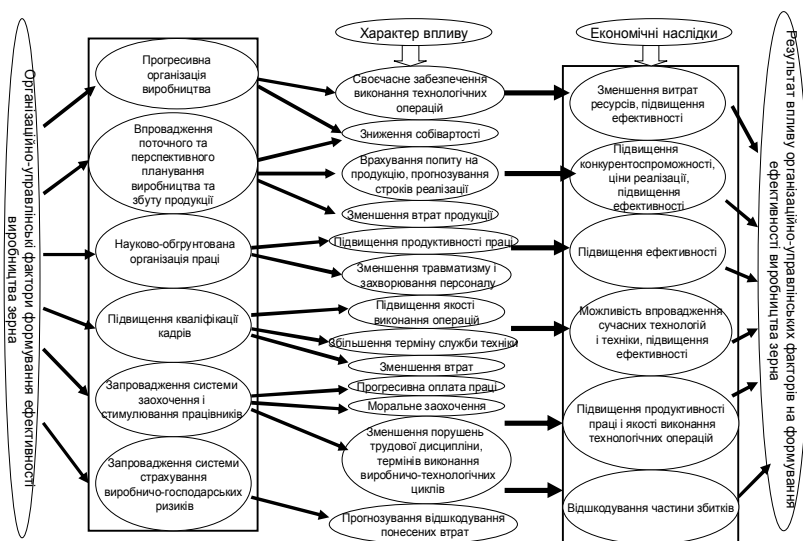 Організаційно-управлінські фактори формування ефективності
виробництва зерна
Прогресивна
організація
виробництва
Впровадження
поточного та
перспективного
планування
виробництва та
збуту продукції
Науково-обгрунтована
організація праці
Підвищення кваліфікації
кадрів
Запровадження системи
заохочення і
стимулювання працівників
Запровадження системи
страхування
виробничо-господарських
ризиків
Характер впливу
Своєчасне забезпечення
виконання технологічних
операцій
Зниження собівартості
Врахування попиту на
продукцію, прогнозування
строків реалізації
Зменшення втрат продукції
Підвищення продуктивності праці
Зменшення травматизму і
захворювання персоналу
Підвищення якості
виконання операцій
Збільшення терміну служби техніки
Зменшення втрат
Прогресивна оплата праці
Моральне заохочення
Зменшення порушень
трудової дисципліни,
термінів виконання
виробничо-технологічних
циклів
Прогнозування відшкодування
понесених втрат
Економічні наслідки
Зменшення витрат
ресурсів, підвищення
ефективності
Підвищення
конкурентоспроможності,
ціни реалізації,
підвищення
ефективності
Підвищення ефективності
Можливість впровадження
сучасних технологій
і техніки, підвищення
ефективності
Підвищення продуктивності
праці і якості виконання
технологічних операцій
Відшкодування частини збитків
Результат впливу організаційно-управлінських факторів на формування
ефективності виробництва зерна